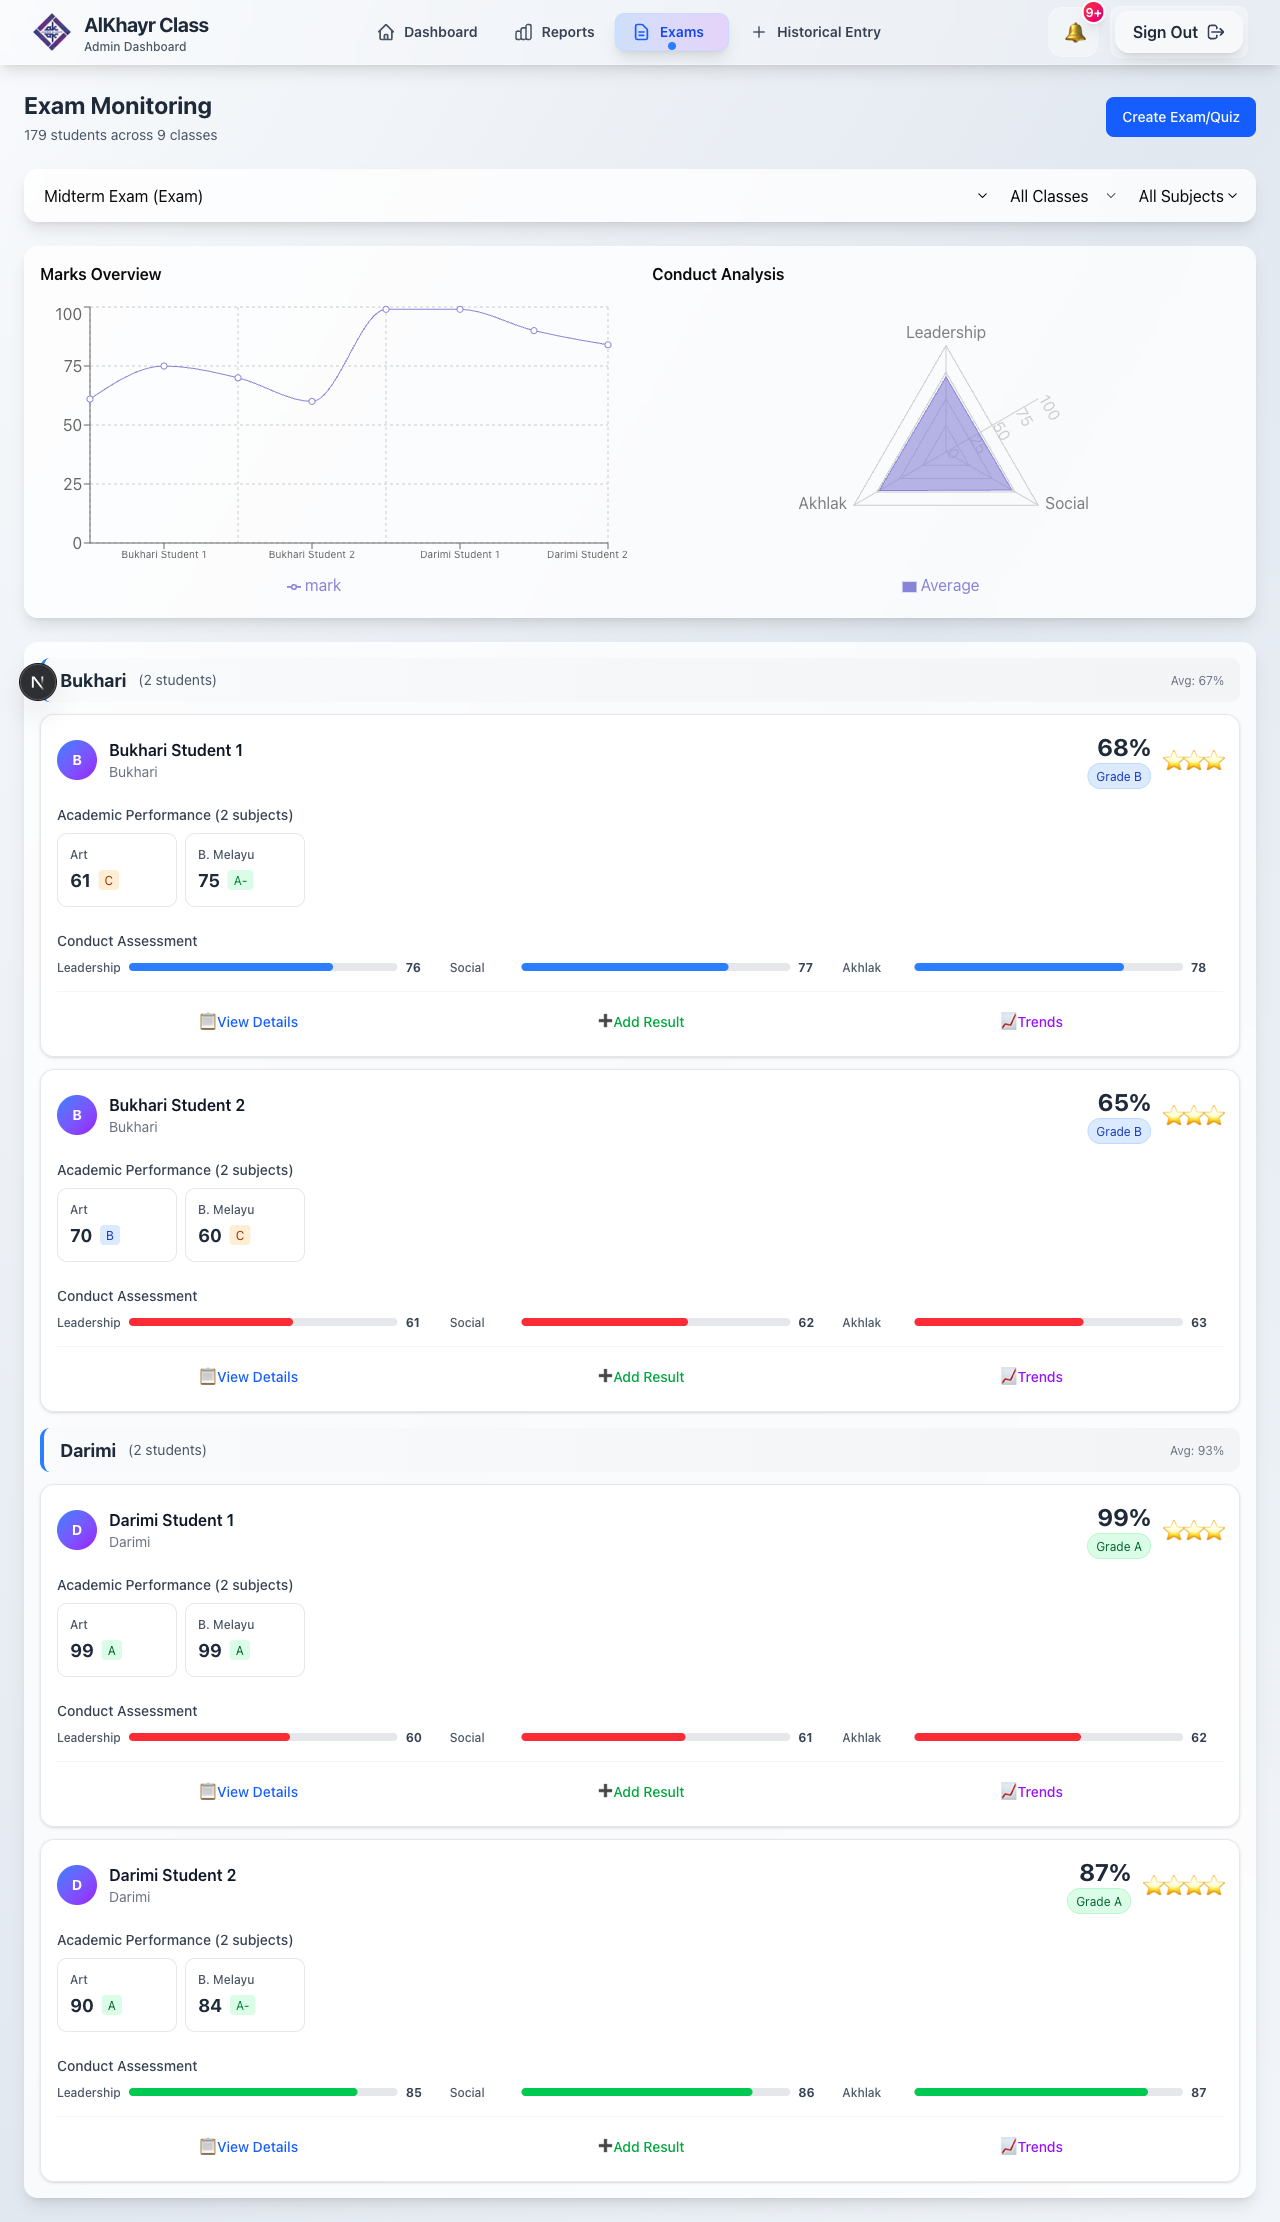 AlKhayr Class
Admin Dashboard
Dashboard
Reports
Exams
Historical Entry
9+
Sign Out
Exam Monitoring
179 students across 9 classes
Create Exam/Quiz
Midterm Exam (Exam)
All Classes
All Subjects
Marks Overview
100
75
50
25
0
Bukhari Student 1
Bukhari Student 2
Darimi Student 1
Darimi Student 2
mark
Conduct Analysis
Leadership
100
75
50
25
0
Akhlak
Social
Average
N
Bukhari (2 students)
Avg: 67%
B
Bukhari Student 1
Bukhari
68%
Grade B
Academic Performance (2 subjects)
Art
61 C
B. Melayu
75 A-
Conduct Assessment
Leadership 76
Social 77
Akhlak 78
View Details
Add Result
Trends
B
Bukhari Student 2
Bukhari
65%
Grade B
Academic Performance (2 subjects)
Art
70 B
B. Melayu
60 C
Conduct Assessment
Leadership 61
Social 62
Akhlak 63
View Details
Add Result
Trends
Darimi (2 students)
Avg: 93%
D
Darimi Student 1
Darimi
99%
Grade A
Academic Performance (2 subjects)
Art
99 A
B. Melayu
99 A
Conduct Assessment
Leadership 60
Social 61
Akhlak 62
View Details
Add Result
Trends
D
Darimi Student 2
Darimi
87%
Grade A
Academic Performance (2 subjects)
Art
90 A
B. Melayu
84 A-
Conduct Assessment
Leadership 85
Social 86
Akhlak 87
View Details
Add Result
Trends